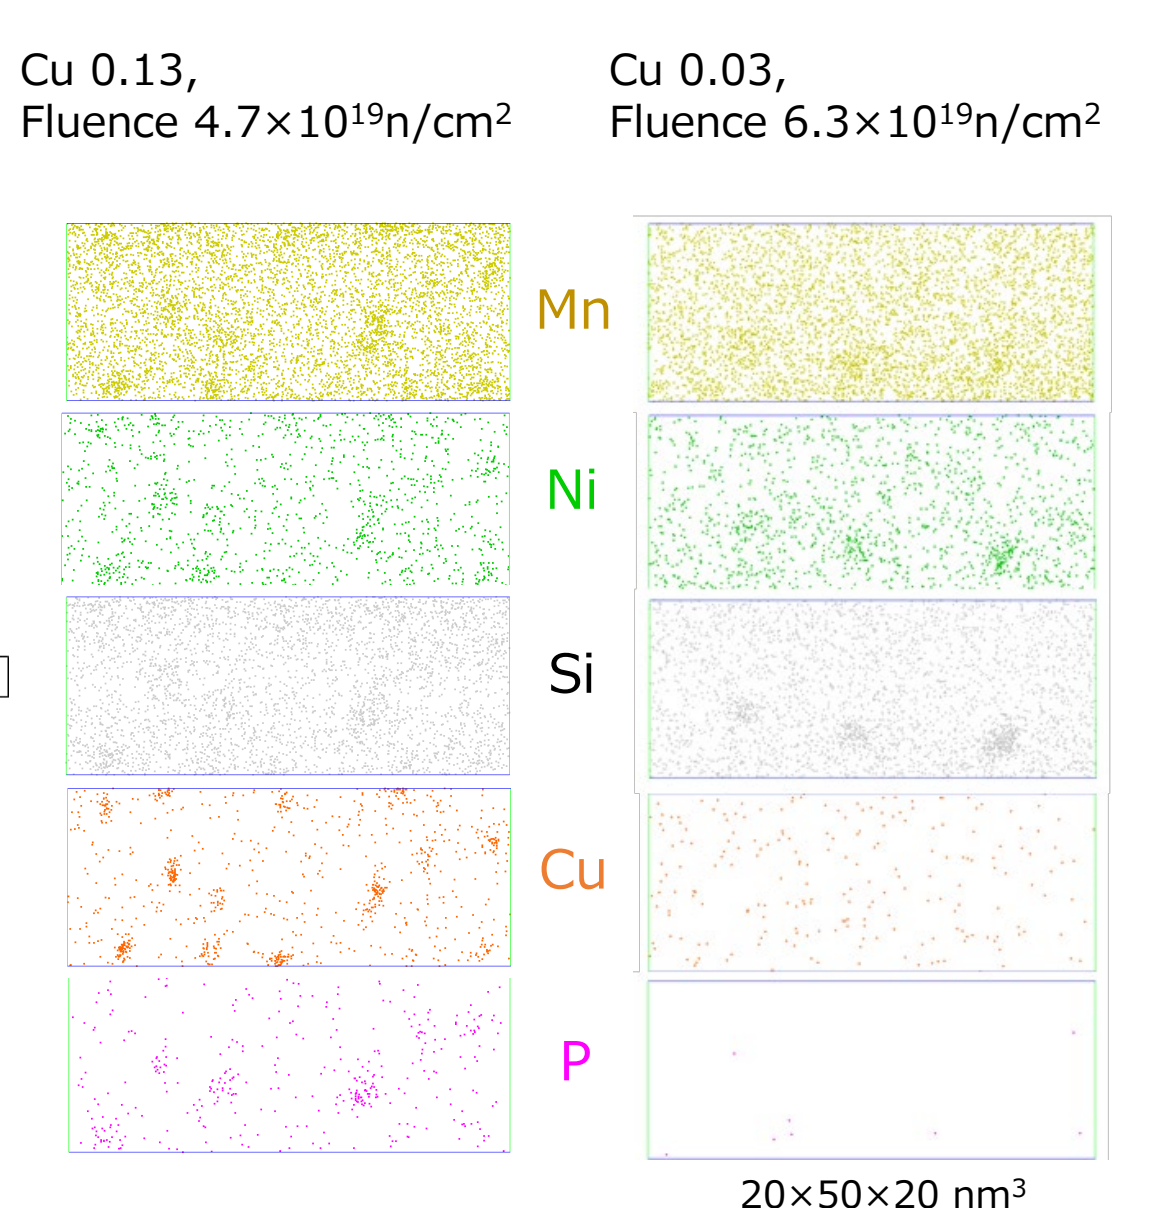 Cu 0.13,
Fluence 4.7×10¹⁹n/cm²
Cu 0.03,
Fluence 6.3×10¹⁹n/cm²
Mn
Ni
Si
Cu
P
20×50×20 nm³